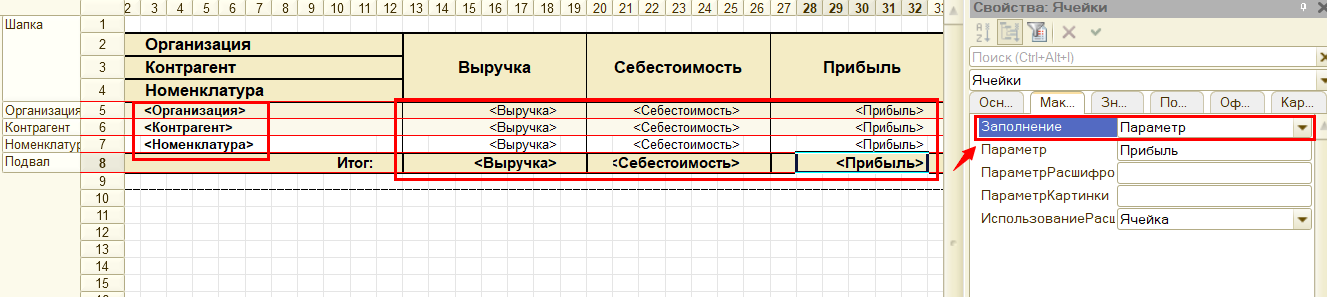 2 3 4 5 6 7 8 9 10 11 12 13 14 15 16 17 18 19 20 21 22 23 24 25 26 27 28 29 30 31 32 33
Шапка 1
2 Организация
3 Контрагент Выручка Себестоимость Прибыль
4 Номенклатура
Организация 5 <Организация> <Выручка> <Себестоимость> <Прибыль>
Контрагент 6 <Контрагент> <Выручка> <Себестоимость> <Прибыль>
Номенклатур 7 <Номенклатура> <Выручка> <Себестоимость> <Прибыль>
Подвал 8 Итог: <Выручка> <Себестоимость> <Прибыль>
9
10
11
12
13
14
15
Свойства: Ячейки
Поиск (Ctrl+Alt+I)
Ячейки
Осн... Мак... Зн... По... Оф... Кар...
Заполнение Параметр
Параметр Прибыль
ПараметрРасшифро
ПараметрКартинки
ИспользованиеРасш Ячейка